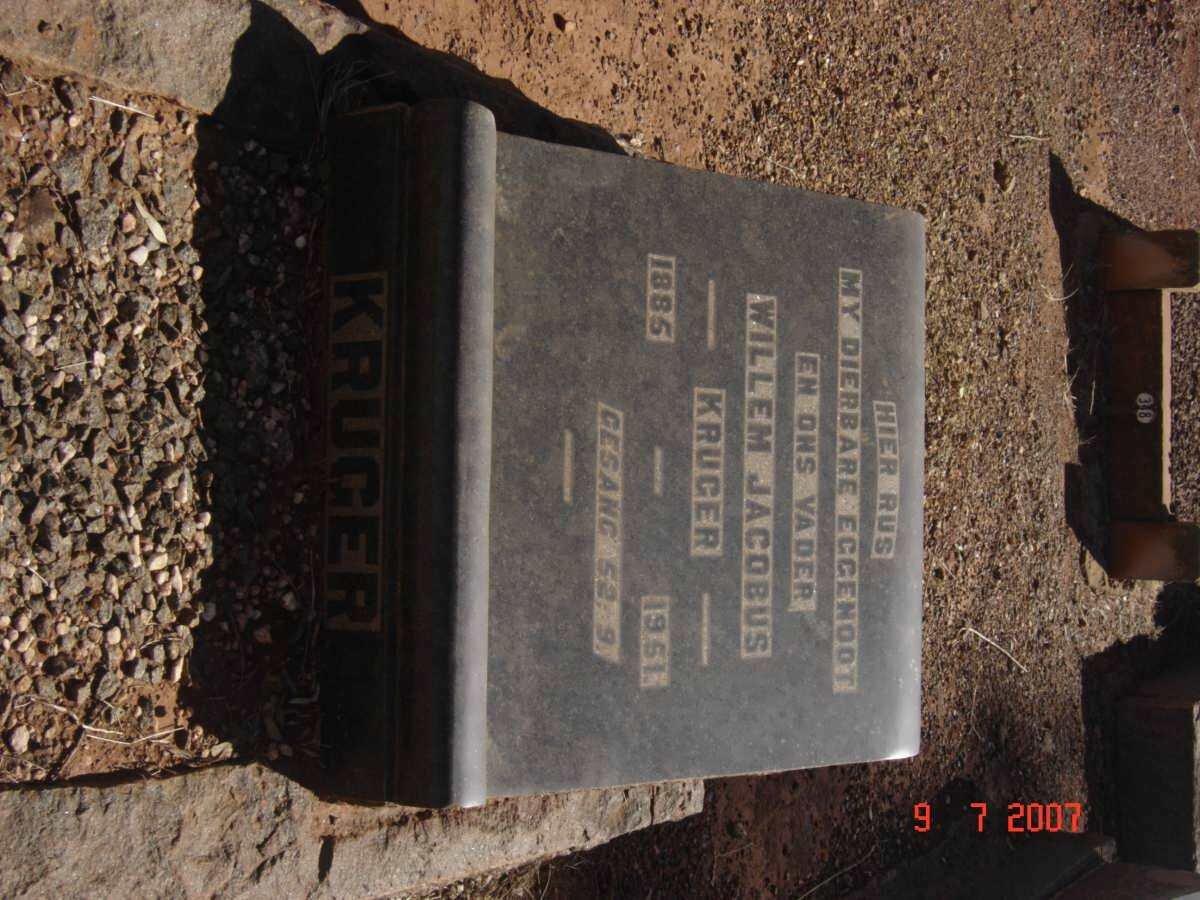 HIER RUS
MY DIERBARE EGGENOOT
EN ONS VADER
WILLEM JACOBUS
KRUGER
1885 — 1951
GESANG 53:9
KRUGER
38
9 7 2007